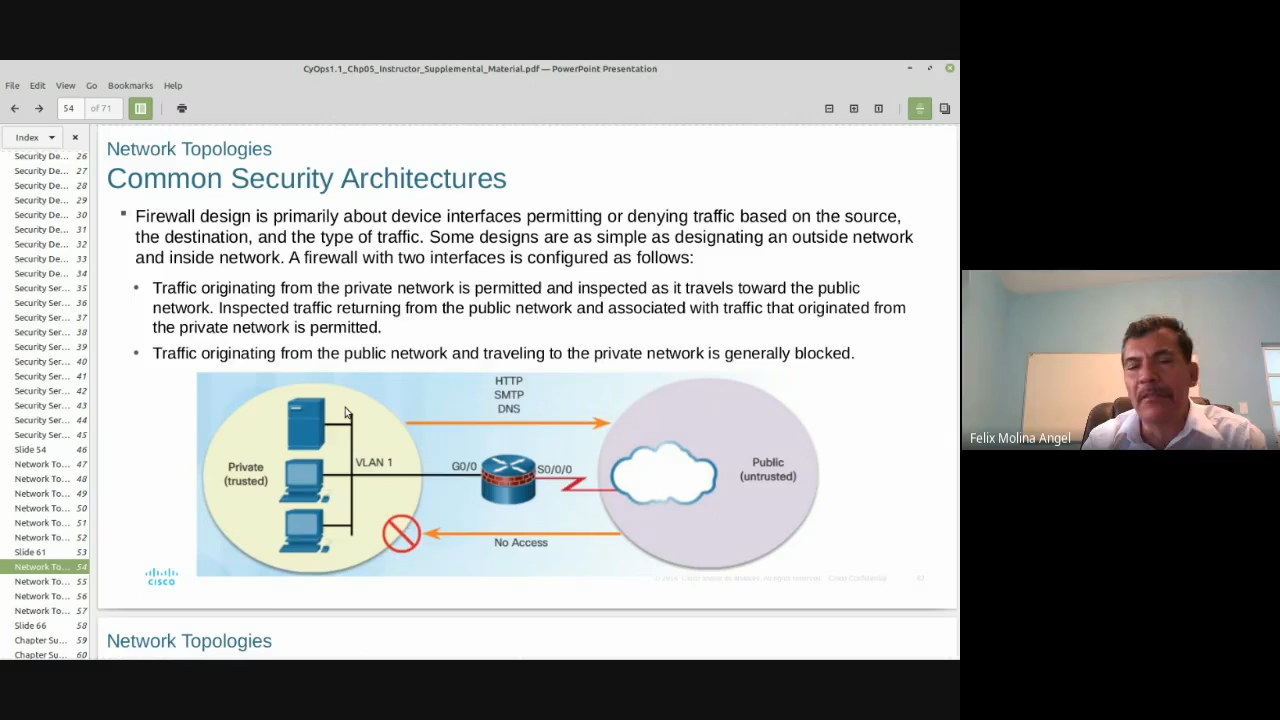 CyOps1.1_Chp05_Instructor_Supplemental_Material.pdf — PowerPoint Presentation
File Edit View Go Bookmarks Help
54 of 71
Index
Security De... 26
Security De... 27
Security De... 28
Security De... 29
Security De... 30
Security De... 31
Security De... 32
Security De... 33
Security De... 34
Security Ser... 35
Security Ser... 36
Security Ser... 37
Security Ser... 38
Security Ser... 39
Security Ser... 40
Security Ser... 41
Security Ser... 42
Security Ser... 43
Security Ser... 44
Security Ser... 45
Slide 54 46
Network To... 47
Network To... 48
Network To... 49
Network To... 50
Network To... 51
Network To... 52
Slide 61 53
Network To... 54
Network To... 55
Network To... 56
Network To... 57
Slide 66 58
Chapter Su... 59
Chapter Su... 60
Network Topologies
Common Security Architectures
Firewall design is primarily about device interfaces permitting or denying traffic based on the source,
the destination, and the type of traffic. Some designs are as simple as designating an outside network
and inside network. A firewall with two interfaces is configured as follows:
Traffic originating from the private network is permitted and inspected as it travels toward the public
network. Inspected traffic returning from the public network and associated with traffic that originated from
the private network is permitted.
Traffic originating from the public network and traveling to the private network is generally blocked.
HTTP
SMTP
DNS
Private
(trusted)
VLAN 1
G0/0
S0/0/0
Public
(untrusted)
No Access
CISCO
Network Topologies
Felix Molina Angel